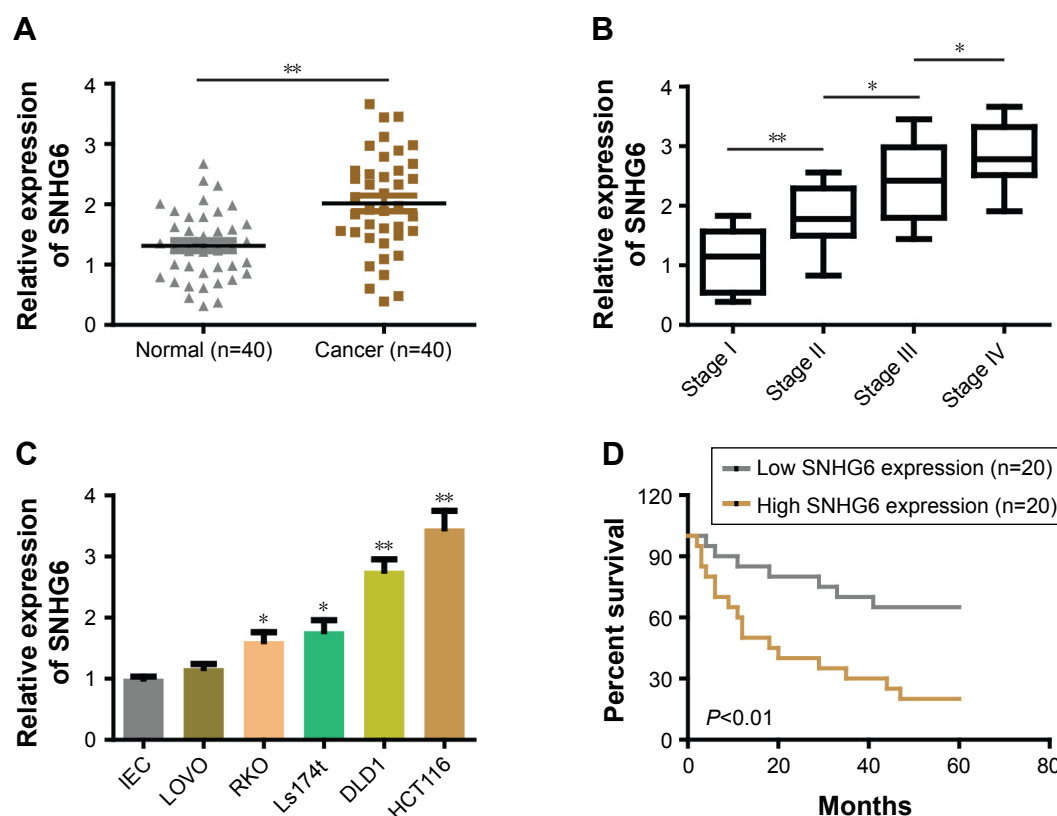 A
Relative expression
of SNHG6
**
4
3
2
1
0
Normal (n=40)
Cancer (n=40)
B
Relative expression
of SNHG6
**
*
*
4
3
2
1
0
Stage I
Stage II
Stage III
Stage IV
C
Relative expression
of SNHG6
4
3
2
1
0
*
*
**
**
IEC
LOVO
RKO
Ls174t
DLD1
HCT116
D
Low SNHG6 expression (n=20)
High SNHG6 expression (n=20)
Percent survival
120
90
60
30
0
P<0.01
0
20
40
60
80
Months